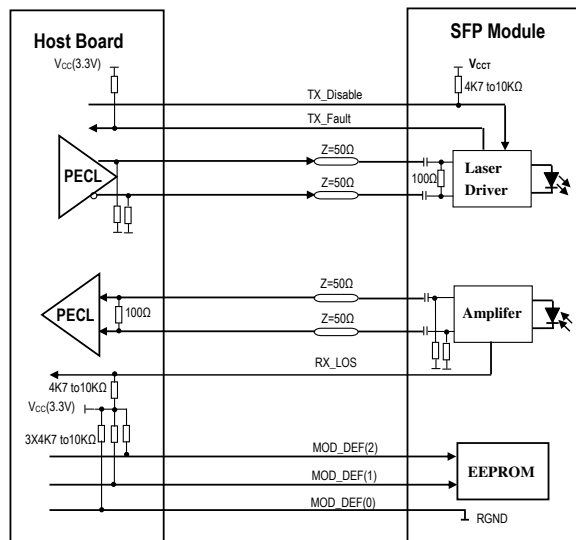 Host Board
SFP Module
VCC(3.3V)
VCCT
4K7 to10KΩ
TX_Disable
TX_Fault
PECL
Z=50Ω
Z=50Ω
100Ω
Laser
Driver
PECL
100Ω
Z=50Ω
Z=50Ω
Amplifer
RX_LOS
4K7 to10KΩ
VCC(3.3V)
3X4K7 to10KΩ
MOD_DEF(2)
MOD_DEF(1)
EEPROM
MOD_DEF(0)
RGND